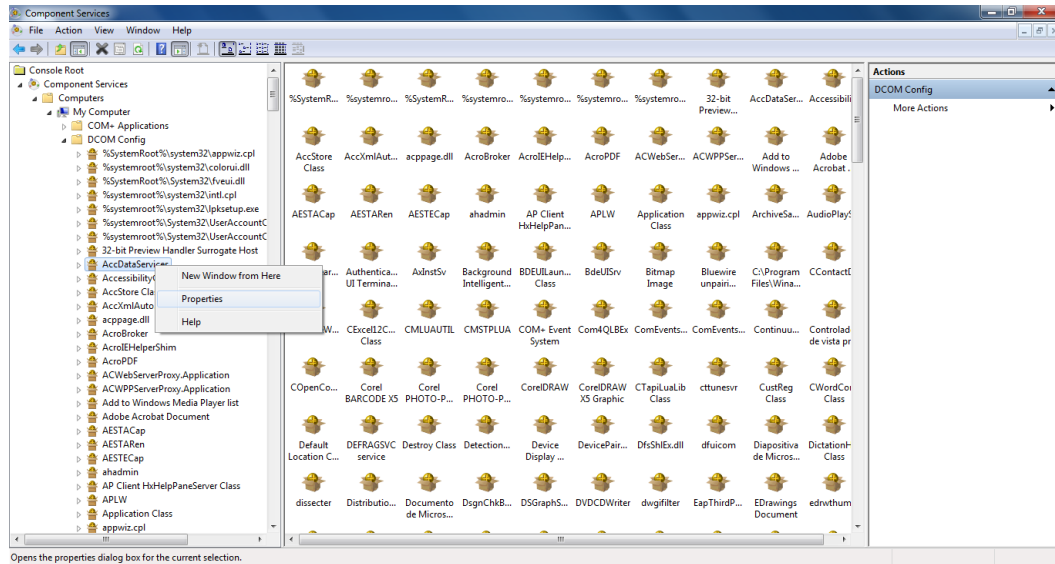 Component Services
File Action View Window Help
Console Root
Component Services
Computers
My Computer
COM+ Applications
DCOM Config
%SystemRoot%\system32\appwiz.cpl
%systemroot%\system32\colorui.dll
%SystemRoot%\System32\fveui.dll
%systemroot%\system32\intl.cpl
%systemroot%\System32\lpksetup.exe
%systemroot%\System32\UserAccountC
%systemroot%\System32\UserAccountC
32-bit Preview Handler Surrogate Host
AccDataServices
Accessibility
AccStore Cla
AccXmlAuto
acppage.dll
AcroBroker
AcroIEHelperShim
AcroPDF
ACWebServerProxy.Application
ACWPPServerProxy.Application
Add to Windows Media Player list
Adobe Acrobat Document
AESTACap
AESTARen
AESTECap
ahadmin
AP Client HxHelpPaneServer Class
APLW
Application Class
appwiz.cpl
New Window from Here
Properties
Help
%SystemR... %systemro... %SystemR... %systemro... %systemro... %systemro... %systemro... 32-bit AccDataSer... Accessibili
Preview...
AccStore AccXmlAut... acppage.dll AcroBroker AcroIEHelp... AcroPDF ACWebSer... ACWPPSer... Add to Adobe
Class Windows ... Acrobat .
AESTACap AESTARen AESTECap ahadmin AP Client APLW Application appwiz.cpl ArchiveSa... AudioPlayS
HxHelpPan... Class
ar... Authentica... AxInstSv Background BDEUILaun... BdeUISrv Bitmap Bluewire C:\Program CContactD
UI Termina... Intelligent... Class Image unpairi... Files\Wina...
W... CExcel12C... CMLUAUTIL CMSTPLUA COM+ Event Com4QLBEx ComEvents... ComEvents... Continuu... Controlad
Class System de vista pr
COpenCo... Corel Corel Corel CorelDRAW CorelDRAW CTapiLuaLib cttunesvr CustReg CWordCon
BARCODE X5 PHOTO-P... PHOTO-P... X5 Graphic Class Class Class
Default DEFRAGSVC Destroy Class Detection... Device DevicePair... DfsShlEx.dll dfuicom Diapositiva DictationH
Location C... service Display ... de Micros... Class
dissecter Distributio... Documento DsgnChkB... DSGraphS... DVDCDWriter dwgifilter EapThirdP... EDrawings ednwthum
de Micros... Document
Actions
DCOM Config
More Actions
Opens the properties dialog box for the current selection.